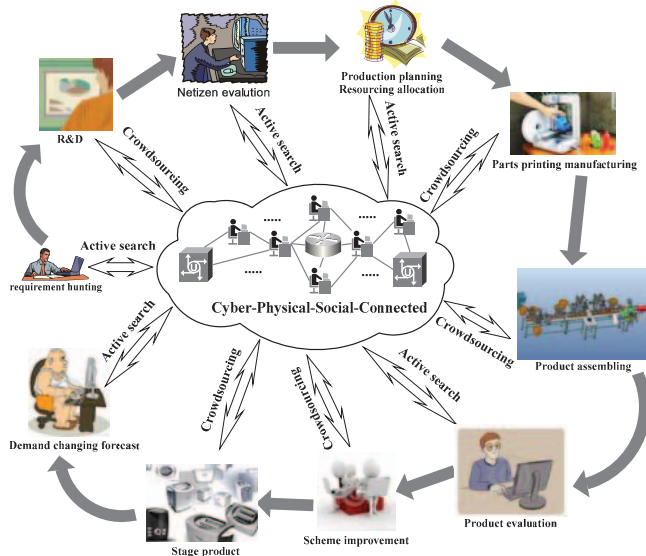 Netizen evalution
Production planning
Resourcing allocation
R&D
Parts printing manufacturing
Crowdsourcing
Active search
Active search
Crowdsourcing
.....
.....
Active search
requirement hunting
.....
.....
Cyber-Physical-Social-Connected
Crowdsourcing
Product assembling
Active search
Demand changing forecast
Crowdsourcing
Crowdsourcing
Active search
Product evaluation
Scheme improvement
Stage product